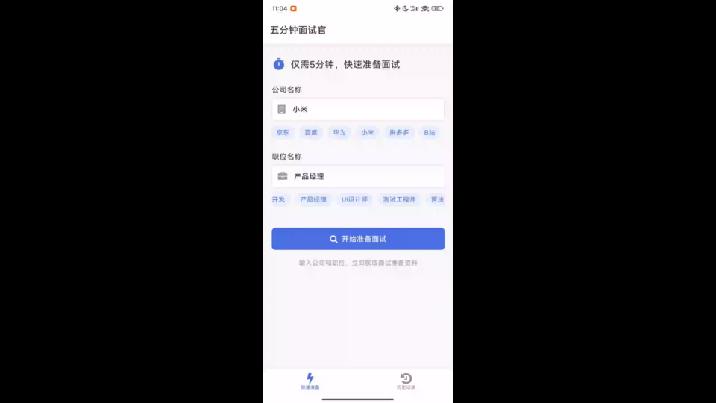 11:04
五分钟面试官
仅需5分钟，快速准备面试
公司名称
小米
京东 百度 华为 小米 拼多多 B站
职位名称
产品经理
开发 产品经理 UI设计师 测试工程师 算法
开始准备面试
输入公司和职位，立即获取面试准备资料
快速准备
历史记录